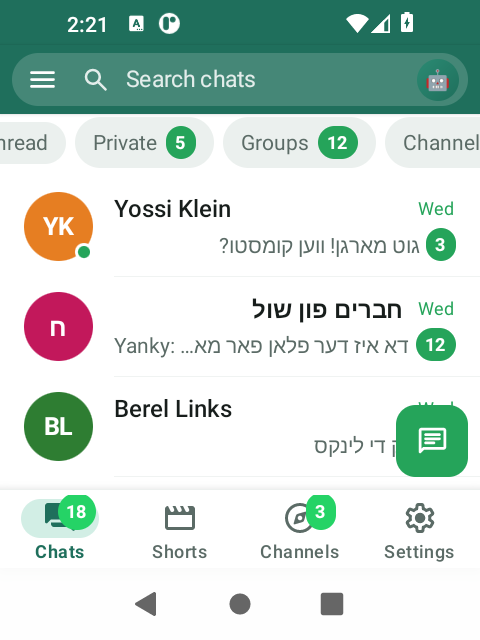 2:21
Search chats
nread
Private 5
Groups 12
Channel
Yossi Klein
Wed
YK
גוט מארגן! ווען קומסטו?
3
חברים פון שול
Wed
ח
Yanky: דא איז דער פלאן פאר מא...
12
Berel Links
BL
די לינקס
18
3
Chats
Shorts
Channels
Settings